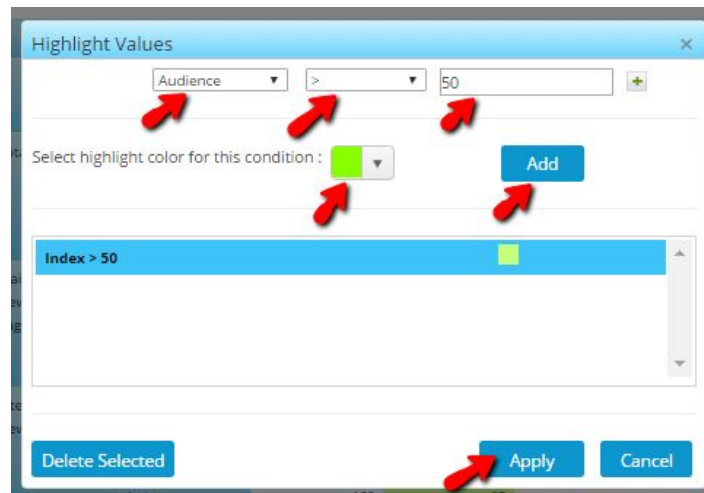 Highlight Values ×
Audience > 50 +
Select highlight color for this condition :
Add
Index > 50
Delete Selected Apply Cancel